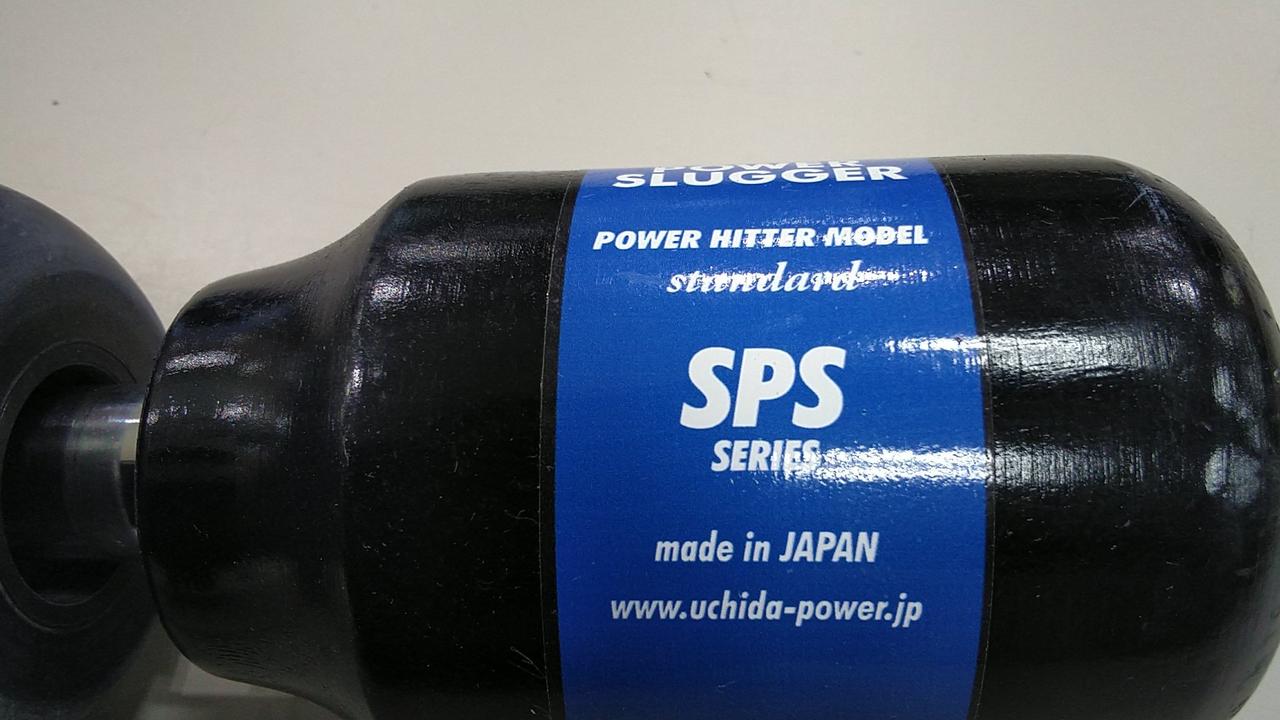 POWER
SLUGGER
POWER HITTER MODEL
standard
SPS
SERIES
made in JAPAN
www.uchida-power.jp